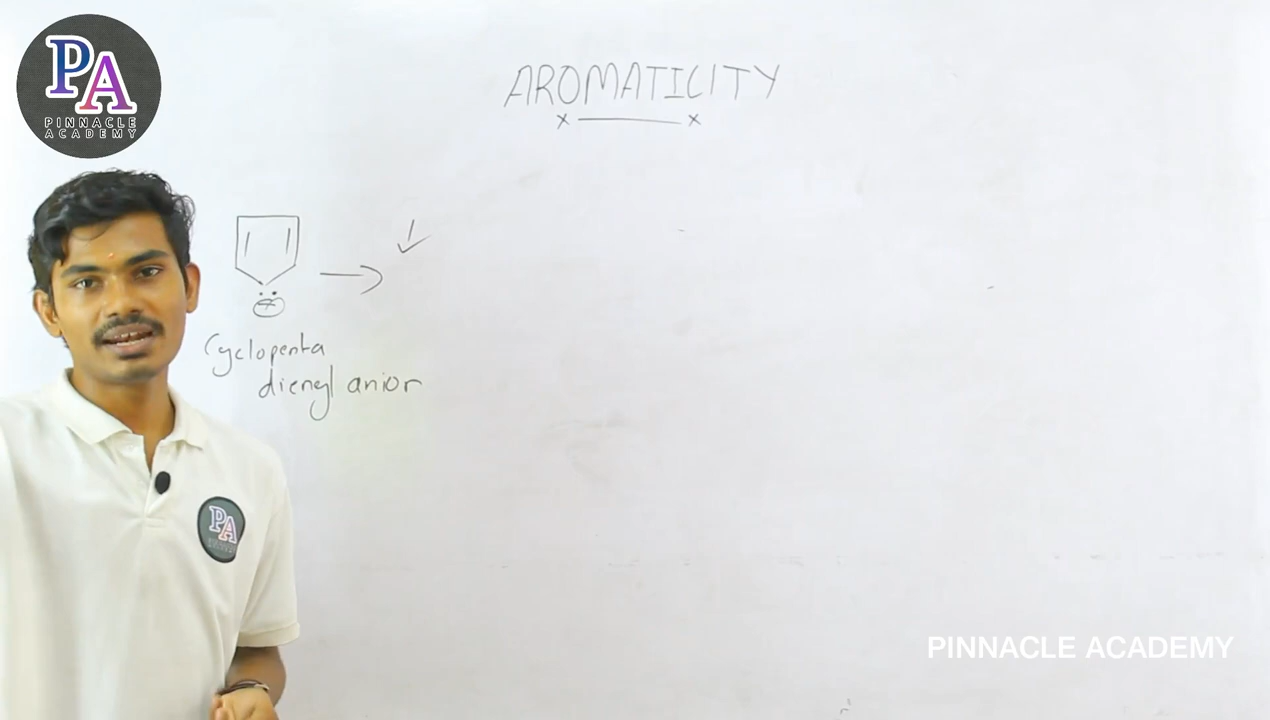 PA
PINNACLE
ACADEMY
AROMATICITY
Cyclopenta
dienyl anion
PA
PINNACLE ACADEMY